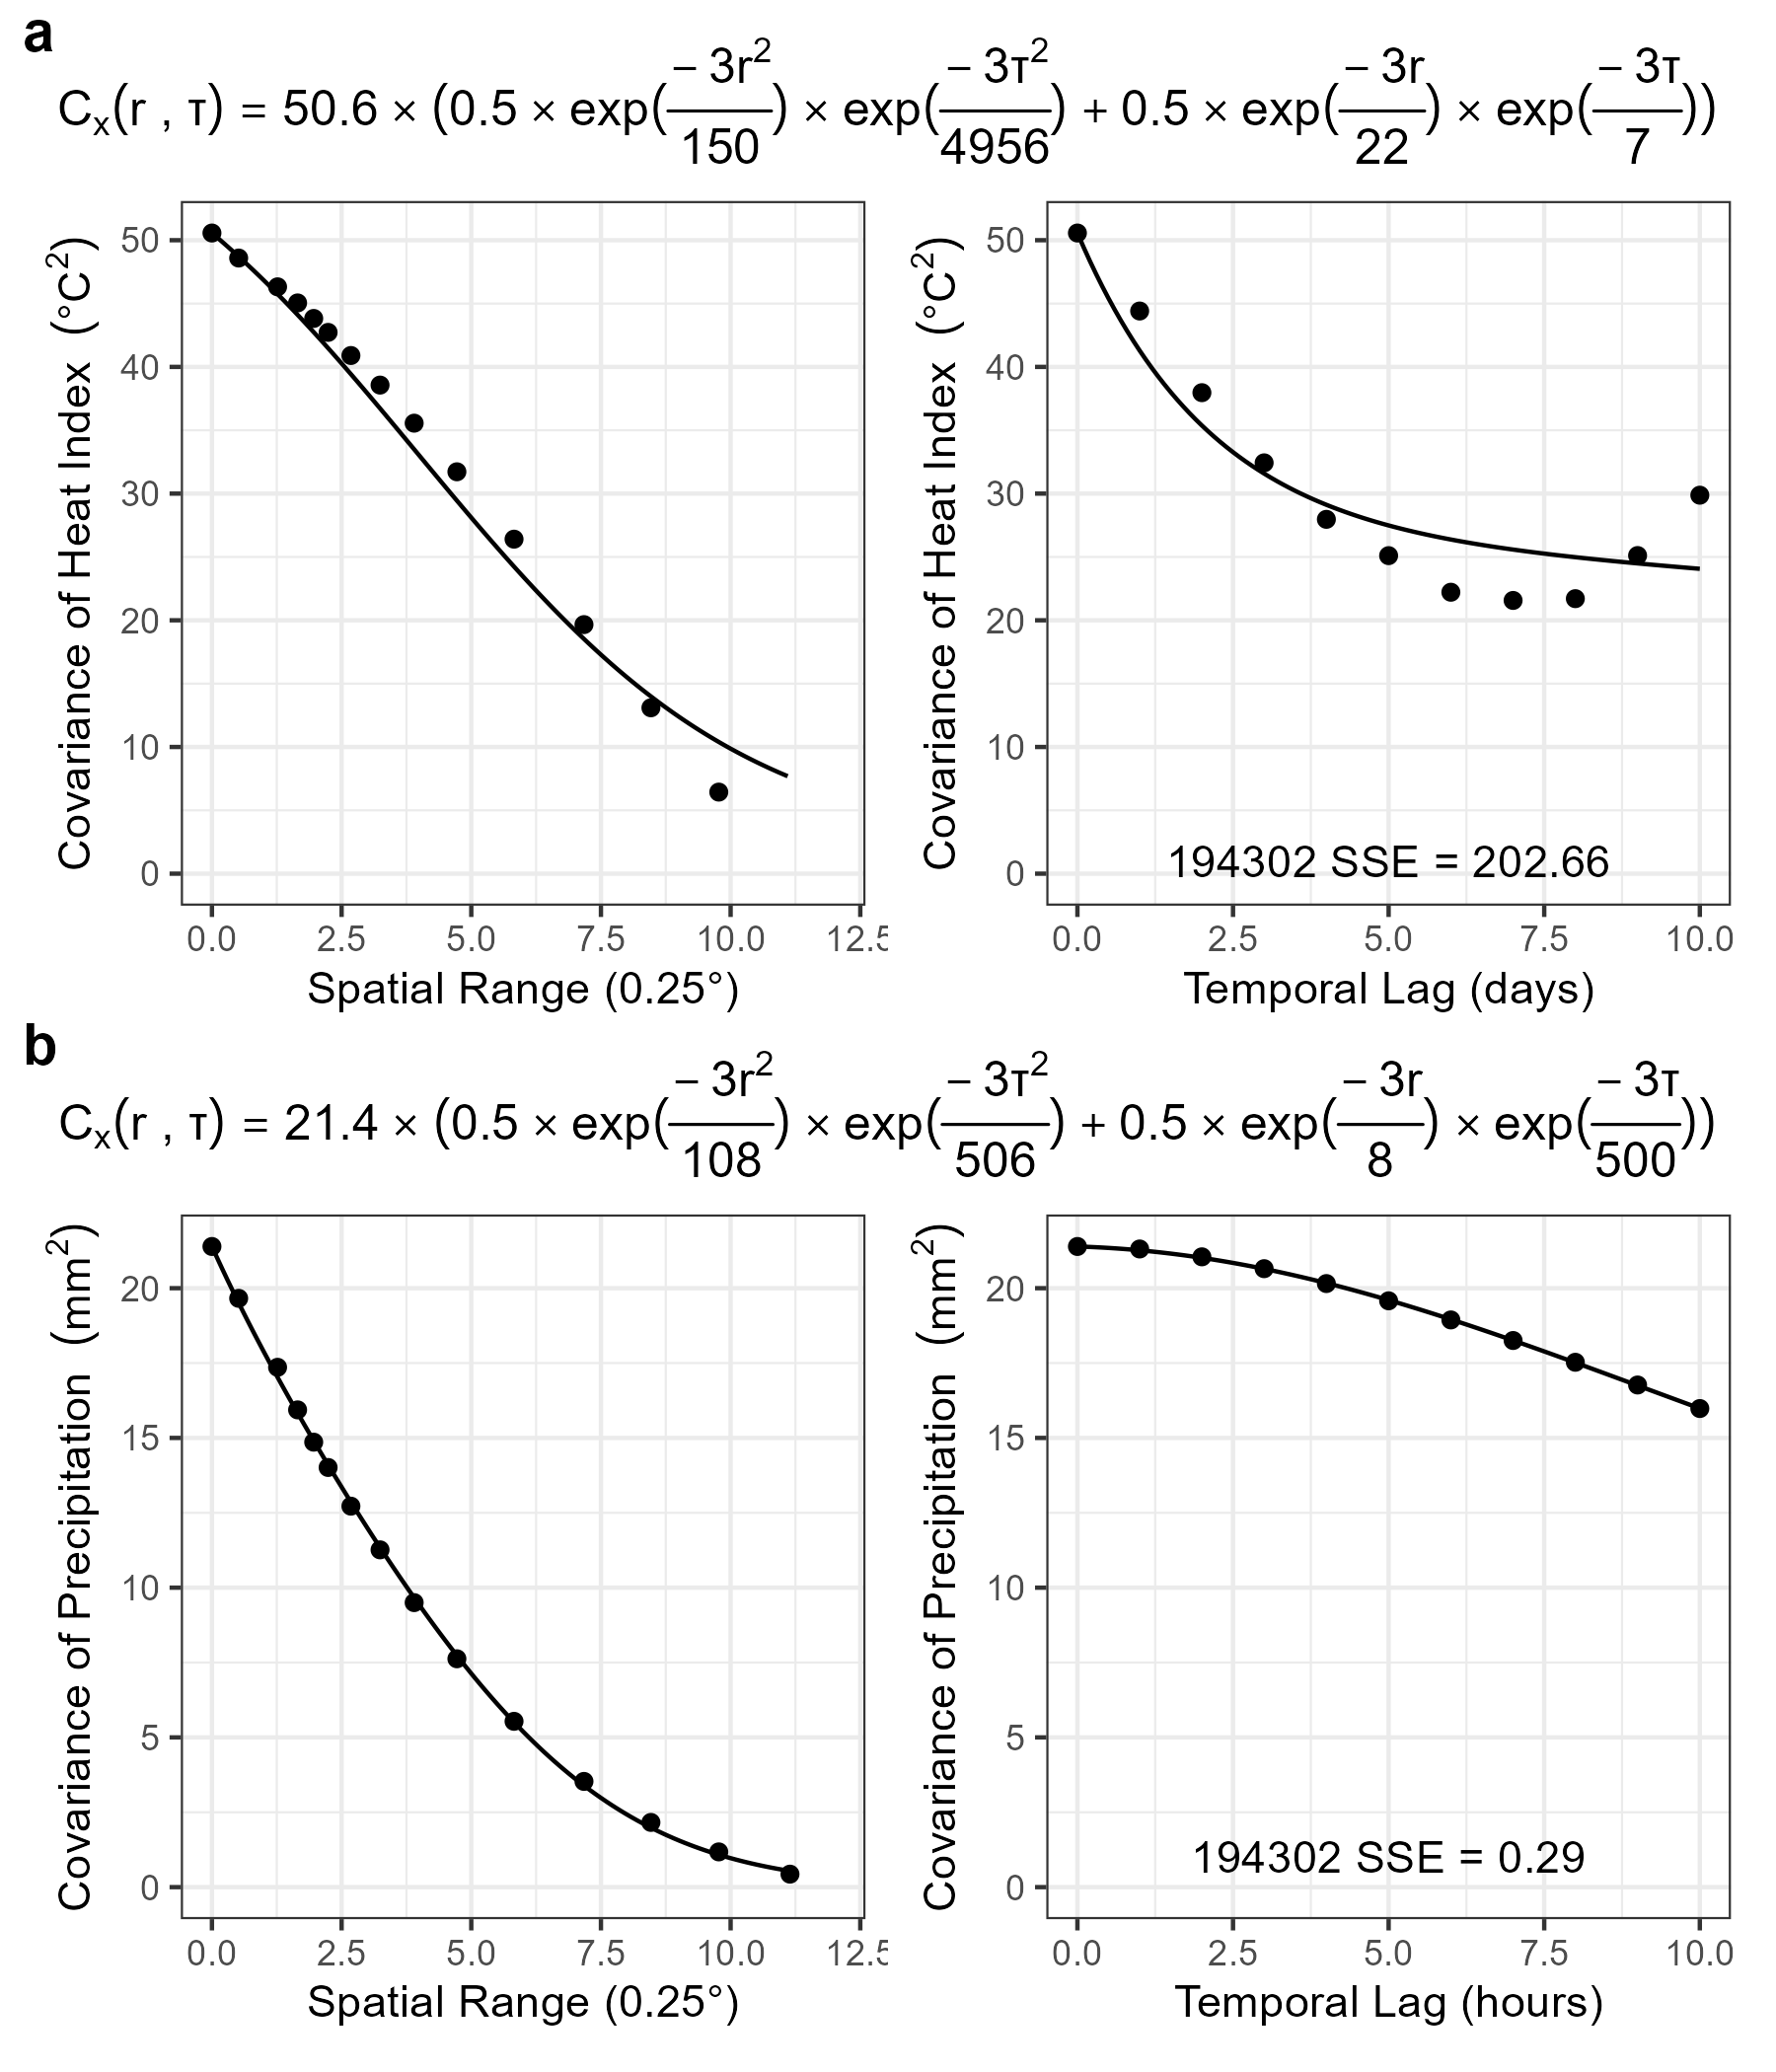 a
Cₓ(r , τ) = 50.6 × (0.5 × exp(− 3r²/150) × exp(− 3τ²/4956) + 0.5 × exp(− 3r/22) × exp(− 3τ/7))
Covariance of Heat Index (°C²)
50
40
30
20
10
0
0.0 2.5 5.0 7.5 10.0 12.5
Spatial Range (0.25°)
Covariance of Heat Index (°C²)
50
40
30
20
10
0
194302 SSE = 202.66
0.0 2.5 5.0 7.5 10.0
Temporal Lag (days)
b
Cₓ(r , τ) = 21.4 × (0.5 × exp(− 3r²/108) × exp(− 3τ²/506) + 0.5 × exp(− 3r/8) × exp(− 3τ/500))
Covariance of Precipitation (mm²)
20
15
10
5
0
0.0 2.5 5.0 7.5 10.0 12.5
Spatial Range (0.25°)
Covariance of Precipitation (mm²)
20
15
10
5
0
194302 SSE = 0.29
0.0 2.5 5.0 7.5 10.0
Temporal Lag (hours)